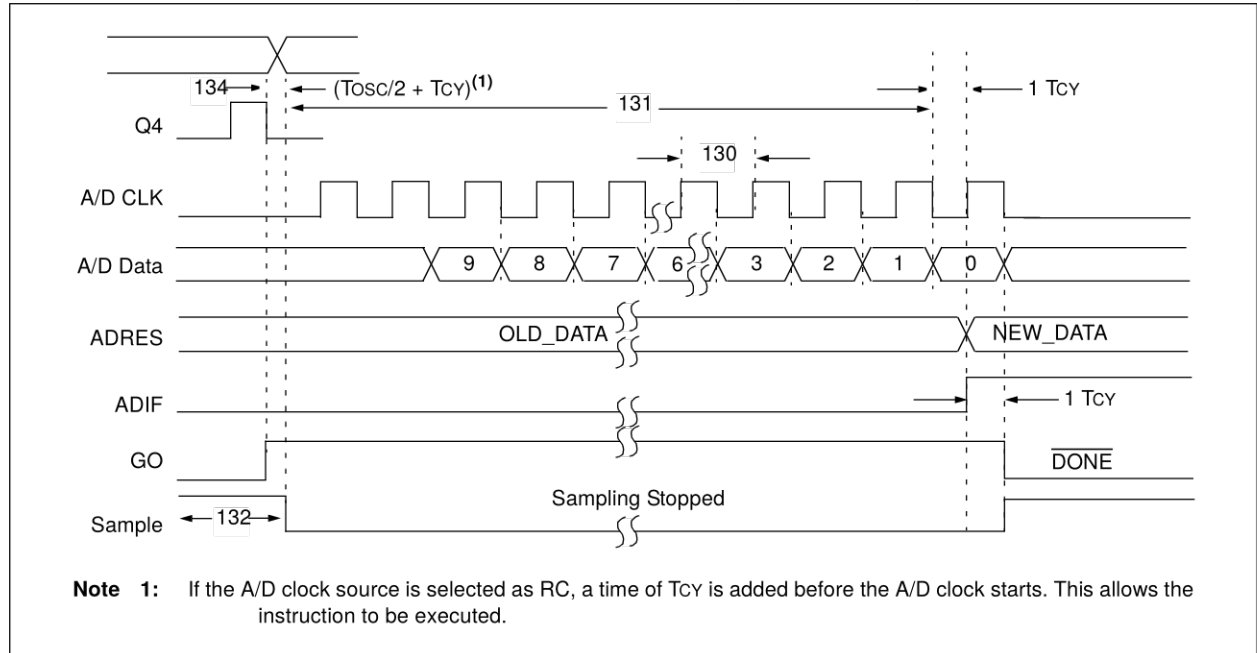 134 (TOSC/2 + TCY)(1) 1 TCY
131
Q4
130
A/D CLK
A/D Data 9 8 7 6 3 2 1 0
ADRES OLD_DATA NEW_DATA
ADIF 1 TCY
GO DONE
Sampling Stopped
Sample 132
Note 1: If the A/D clock source is selected as RC, a time of TCY is added before the A/D clock starts. This allows the
instruction to be executed.